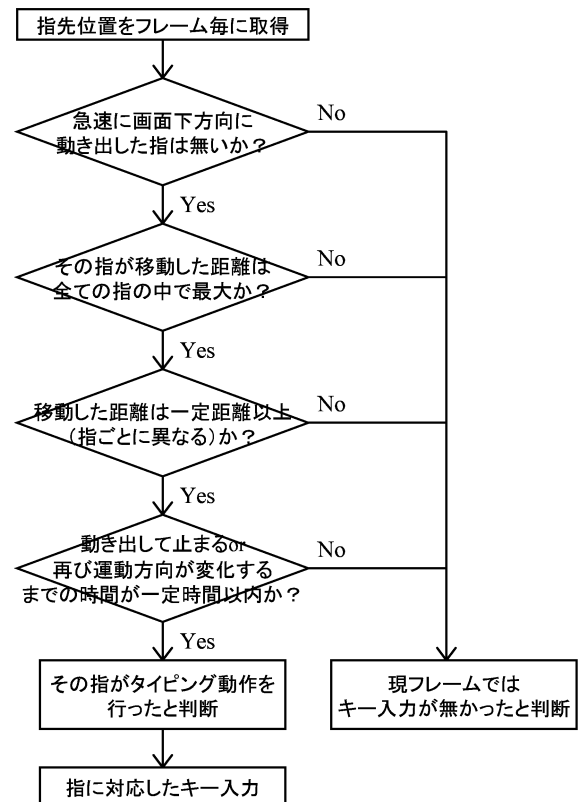 指先位置をフレーム毎に取得
急速に画面下方向に
動き出した指は無いか？
No
Yes
その指が移動した距離は
全ての指の中で最大か？
No
Yes
移動した距離は一定距離以上
（指ごとに異なる）か？
No
Yes
動き出して止まるor
再び運動方向が変化する
までの時間が一定時間以内か？
No
Yes
その指がタイピング動作を
行ったと判断
現フレームでは
キー入力が無かったと判断
指に対応したキー入力